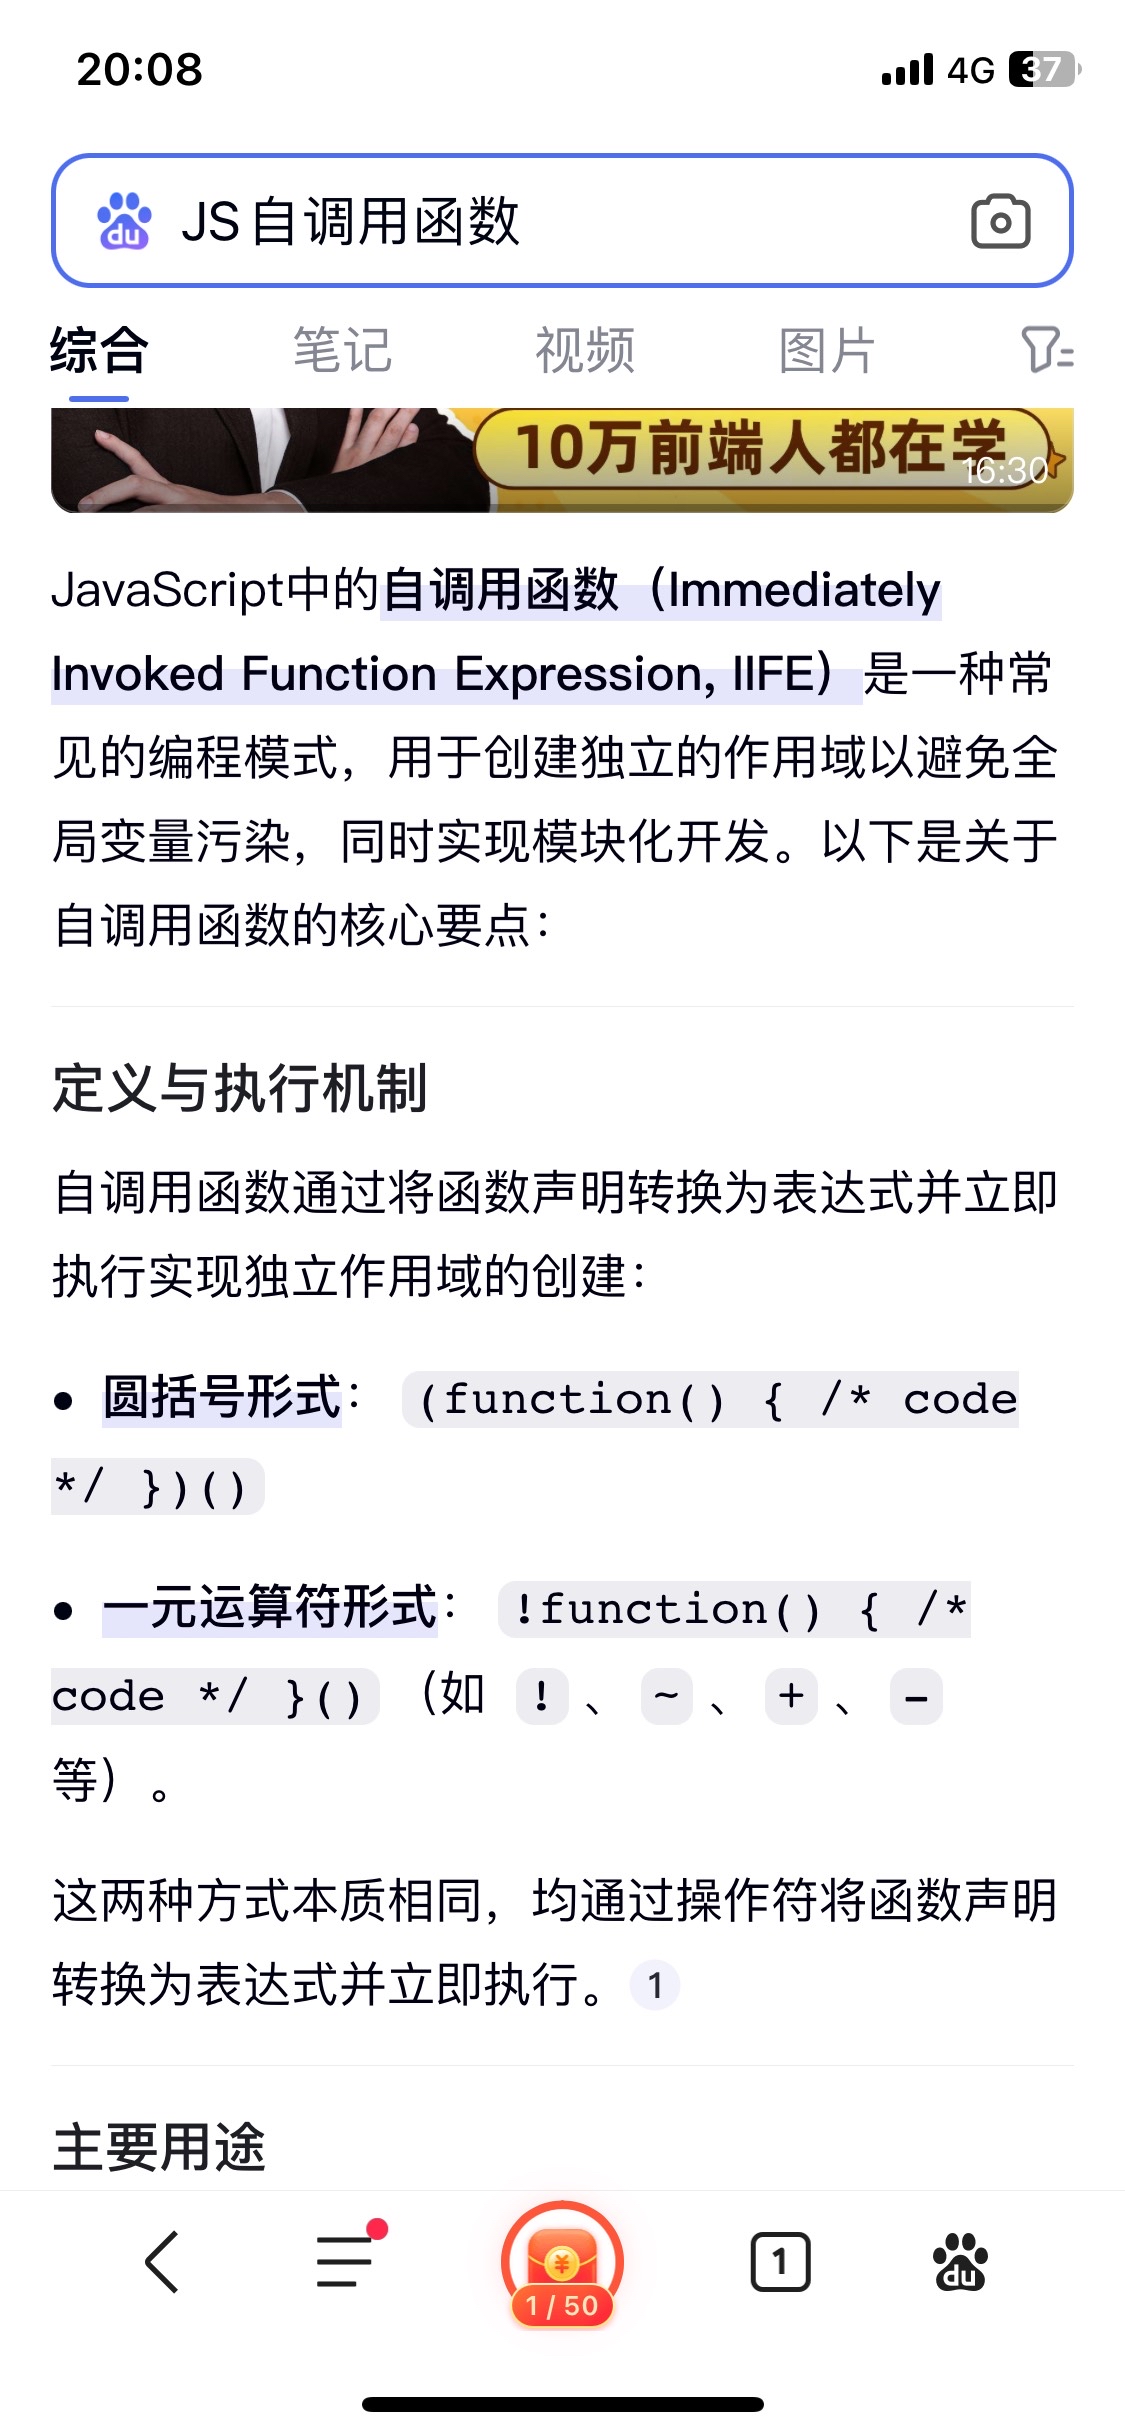 20:08
4G 37
du JS自调用函数
综合 笔记 视频 图片
10万前端人都在学
16:30
JavaScript中的自调用函数（Immediately
Invoked Function Expression, IIFE）是一种常
见的编程模式，用于创建独立的作用域以避免全
局变量污染，同时实现模块化开发。以下是关于
自调用函数的核心要点：
定义与执行机制
自调用函数通过将函数声明转换为表达式并立即
执行实现独立作用域的创建：
• 圆括号形式： (function() { /* code
*/ })()
• 一元运算符形式： !function() { /*
code */ }() （如 ! 、 ~ 、 + 、 -
等）。
这两种方式本质相同，均通过操作符将函数声明
转换为表达式并立即执行。 1
主要用途
¥
1 / 50
1
du